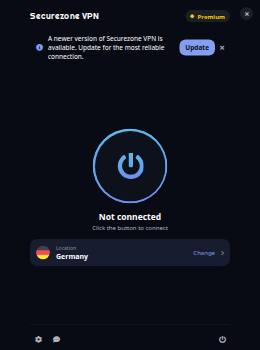 Securezone VPN
Premium
A newer version of Securezone VPN is
available. Update for the most reliable
connection.
Update
Not connected
Click the button to connect
Location
Germany
Change